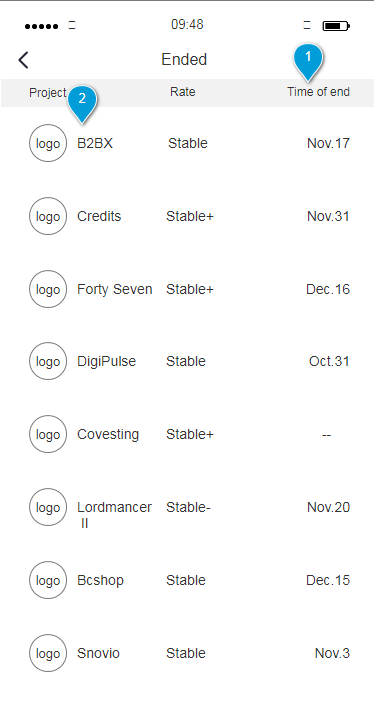 09:48
Ended
1
Project Rate Time of end
2
logo B2BX Stable Nov.17
logo Credits Stable+ Nov.31
logo Forty Seven Stable+ Dec.16
logo DigiPulse Stable Oct.31
logo Covesting Stable+ --
logo Lordmancer Stable- Nov.20
II
logo Bcshop Stable Dec.15
logo Snovio Stable Nov.3